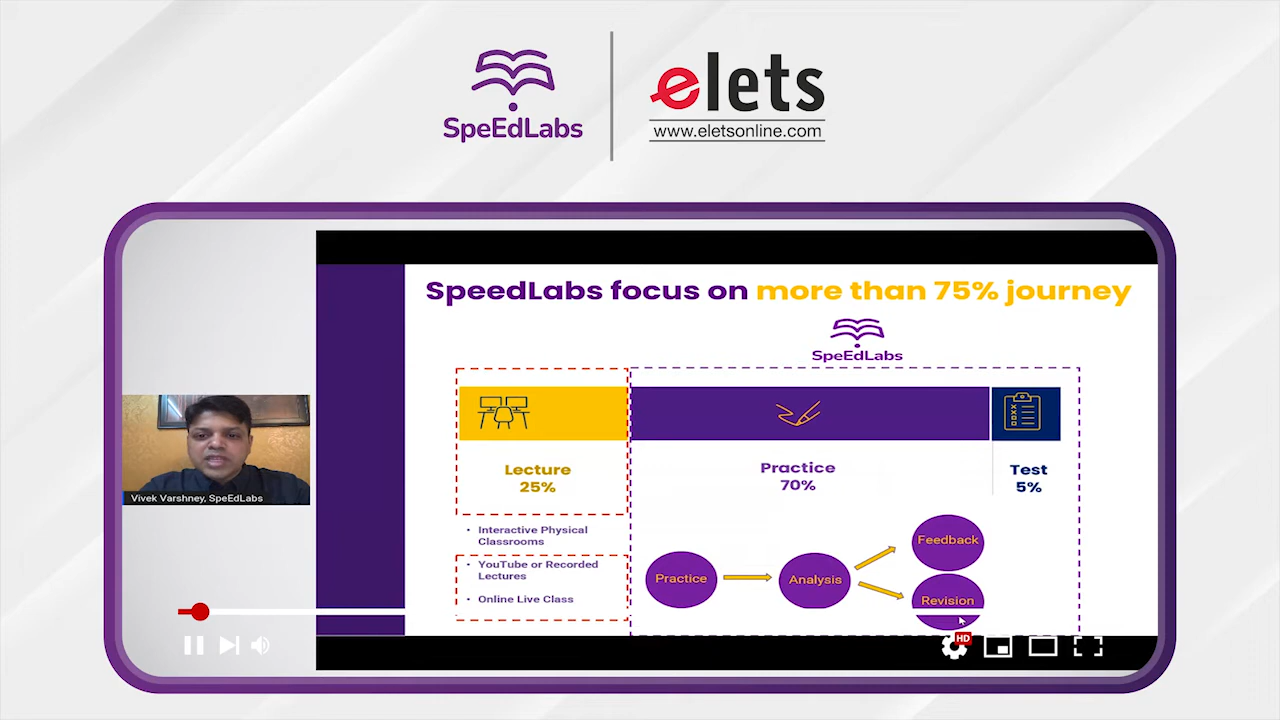 SpeEdLabs
elets
www.eletsonline.com
SpeedLabs focus on more than 75% journey
SpeEdLabs
Lecture
25%
Practice
70%
Test
5%
• Interactive Physical
Classrooms
• YouTube or Recorded
Lectures
• Online Live Class
Practice
Analysis
Feedback
Revision
Vivek Varshney, SpeEdLabs
HD